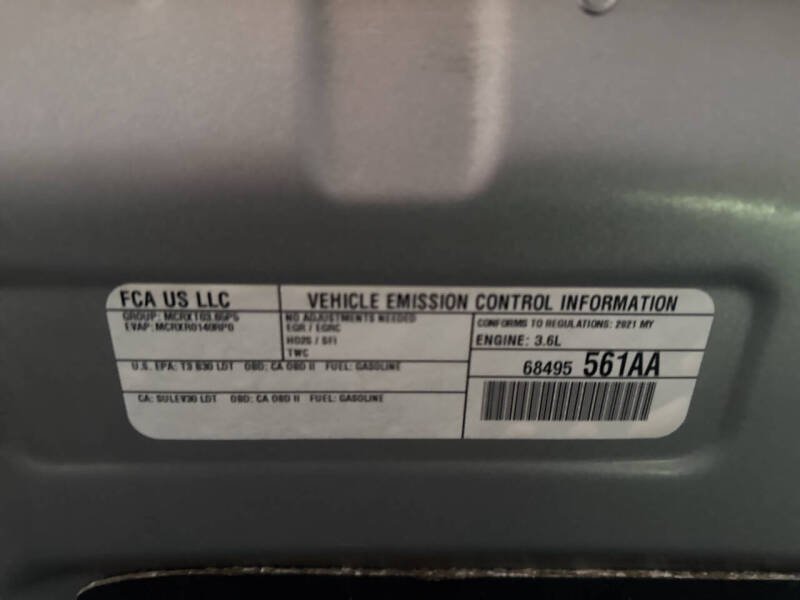 FCA US LLC
VEHICLE EMISSION CONTROL INFORMATION
GROUP: MCRXT03.65P5
EVAP: MCRXR0140RP0
NO ADJUSTMENTS NEEDED
EGR / EGRC
HO2S / SFI
TWC
CONFORMS TO REGULATIONS: 2021 MY
ENGINE: 3.6L
U.S. EPA: T3 B30 LDT OBD: CA OBD II FUEL: GASOLINE
68495 561AA
CA: SULEV30 LDT OBD: CA OBD II FUEL: GASOLINE